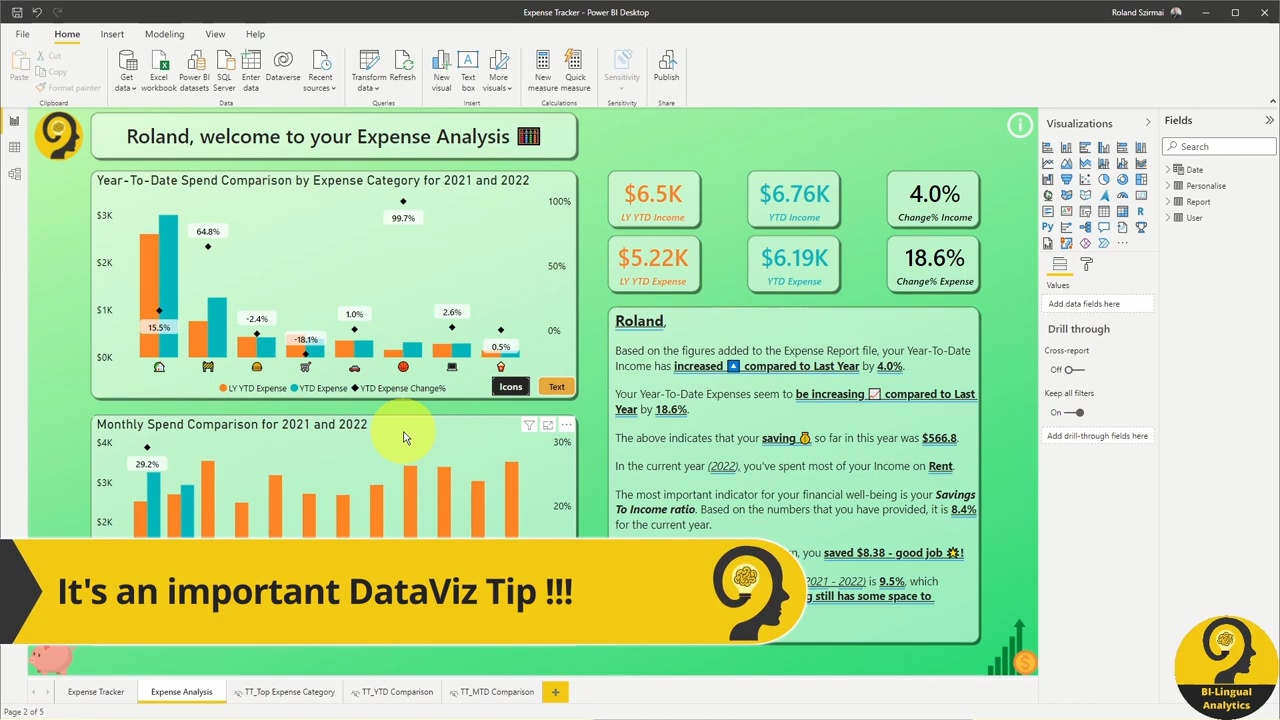 Expense Tracker - Power BI Desktop
Roland Szirmai
File Home Insert Modeling View Help
Paste
Cut
Copy
Format painter
Get data
Excel workbook
Power BI datasets
SQL Server
Enter data
Dataverse
Recent sources
Transform data
Refresh
New visual
Text box
More visuals
New measure
Quick measure
Sensitivity
Publish
Clipboard
Data
Queries
Insert
Calculations
Sensitivity
Share
Roland, welcome to your Expense Analysis
Year-To-Date Spend Comparison by Expense Category for 2021 and 2022
$3K
$2K
$1K
$0K
100%
50%
0%
15.5%
64.8%
-2.4%
-18.1%
1.0%
99.7%
2.6%
0.5%
LY YTD Expense YTD Expense YTD Expense Change%
Icons
Text
Monthly Spend Comparison for 2021 and 2022
$4K
$3K
$2K
30%
20%
29.2%
$6.5K
LY YTD Income
$6.76K
YTD Income
4.0%
Change% Income
$5.22K
LY YTD Expense
$6.19K
YTD Expense
18.6%
Change% Expense
Roland,
Based on the figures added to the Expense Report file, your Year-To-Date
Income has increased 🔼 compared to Last Year by 4.0%.
Your Year-To-Date Expenses seem to be increasing 📈 compared to Last
Year by 18.6%.
The above indicates that your saving 💰 so far in this year was $566.8.
In the current year (2022), you've spent most of your Income on Rent.
The most important indicator for your financial well-being is your Savings
To Income ratio. Based on the numbers that you have provided, it is 8.4%
for the current year.
, you saved $8.38 - good job !
2021 - 2022) is 9.5%, which
still has some space to
It's an important DataViz Tip !!!
Visualizations
Values
Add data fields here
Drill through
Cross-report
Off
Keep all filters
On
Add drill-through fields here
Fields
Search
Date
Personalise
Report
User
BI-Lingual
Analytics
Expense Tracker
Expense Analysis
TT_Top Expense Category
TT_YTD Comparison
TT_MTD Comparison
Page 2 of 5